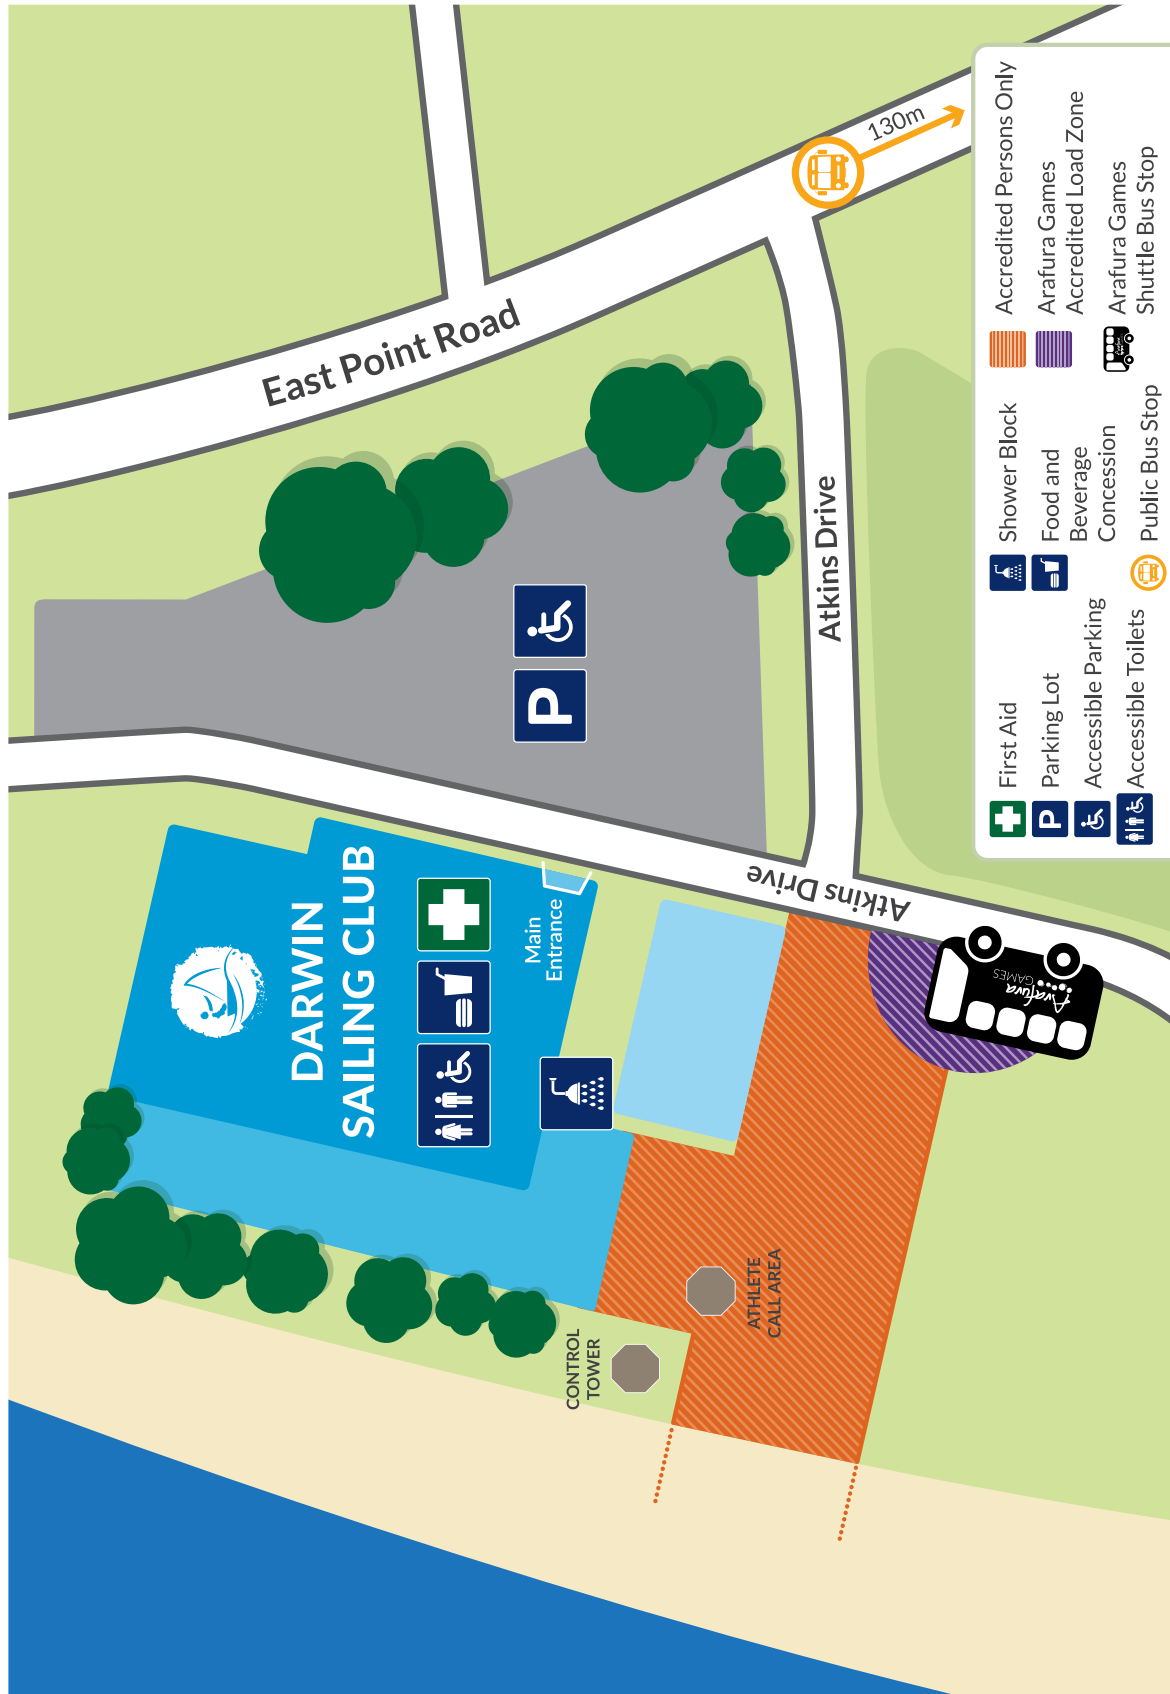 East Point Road
130m
Atkins Drive
Atkins Drive
P
DARWIN
SAILING CLUB
Main
Entrance
CONTROL
TOWER
ATHLETE
CALL AREA
Arafura
GAMES
First Aid
P
Parking Lot
Accessible Parking
Accessible Toilets
Shower Block
Food and
Beverage
Concession
Public Bus Stop
Accredited Persons Only
Arafura Games
Accredited Load Zone
Arafura Games
Shuttle Bus Stop